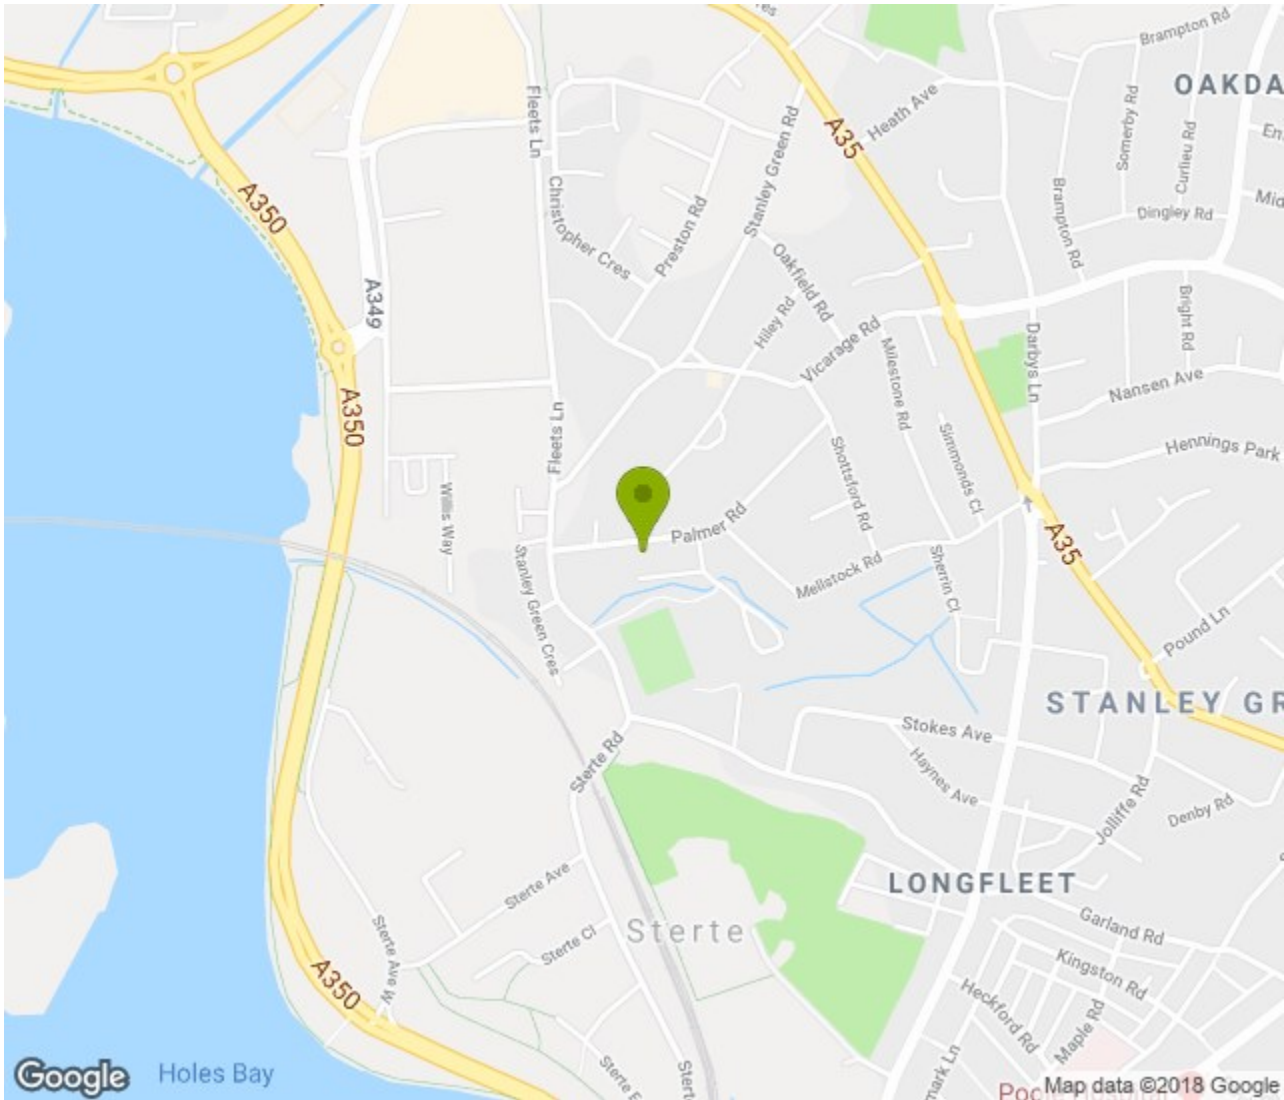 Brampton Rd
OAKDA
Fleets Ln
Heath Ave
A35
Somerby Rd
Curlieu Rd
Stanley Green Rd
A350
Christopher Cres
Preston Rd
Brampton Rd
Mid
Dingley Rd
Oakfield Rd
A349
Hiley Rd
Vicarage Rd
Bright Rd
Darbys Ln
Milestone Rd
Nansen Ave
A350
Fleets Ln
Simmonds Cl
Shottsford Rd
Hennings Park
Willis Way
Palmer Rd
A35
Mellstock Rd
Sherrin Cl
Stanley Green Cres
Pound Ln
STANLEY GR
Stokes Ave
Sterte Rd
Haynes Ave
Jolliffe Rd
Denby Rd
LONGFLEET
Sterte Ave
Garland Rd
Sterte
Sterte Cl
Sterte Ave W
Kingston Rd
A350
Heckford Rd
Maple Rd
Holes Bay
Google
Sterte
mark Ln
Map data ©2018 Google